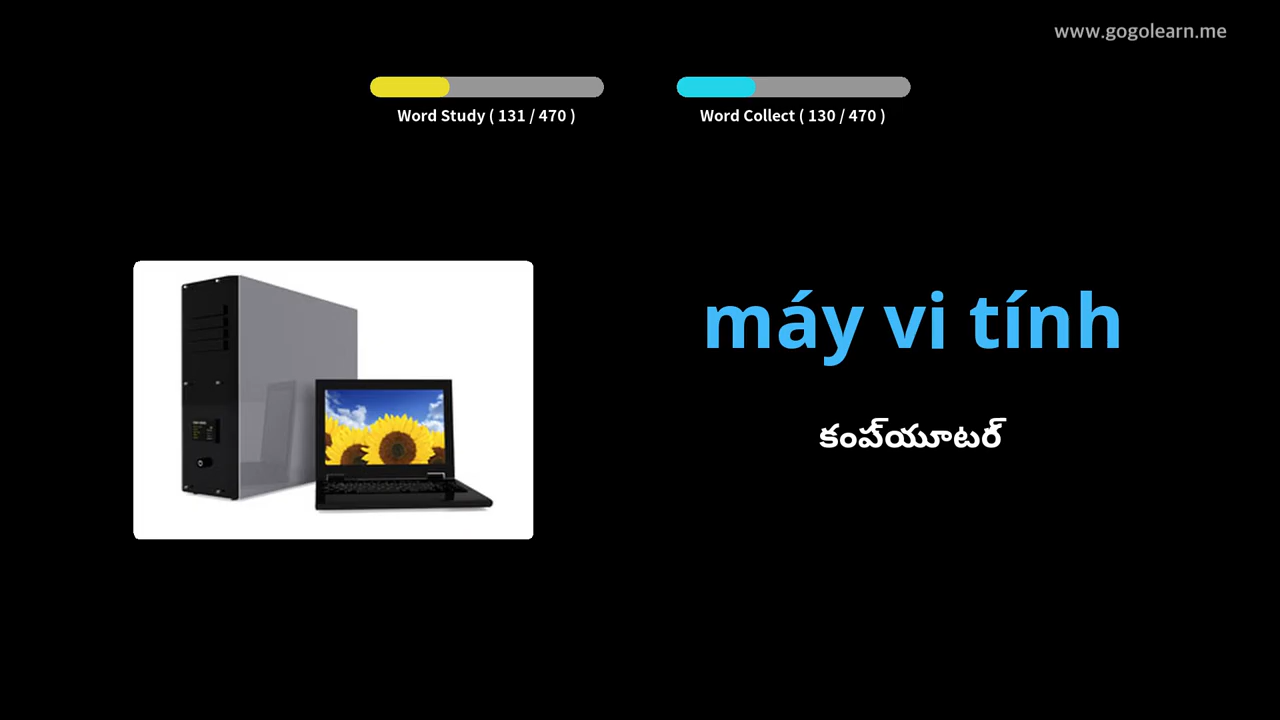 www.gogolearn.me
Word Study ( 131 / 470 )
Word Collect ( 130 / 470 )
máy vi tính
కంప్యూటర్